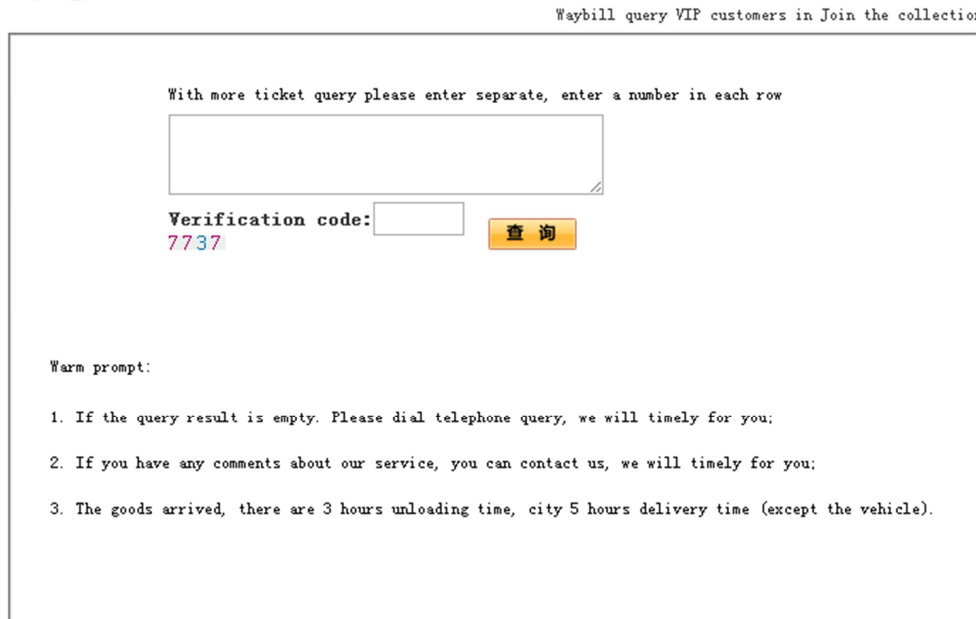 Waybill query VIP customers in Join the collection
With more ticket query please enter separate, enter a number in each row
Verification code:
7737
查 询
Warm prompt:
1. If the query result is empty. Please dial telephone query, we will timely for you;
2. If you have any comments about our service, you can contact us, we will timely for you;
3. The goods arrived, there are 3 hours unloading time, city 5 hours delivery time (except the vehicle).